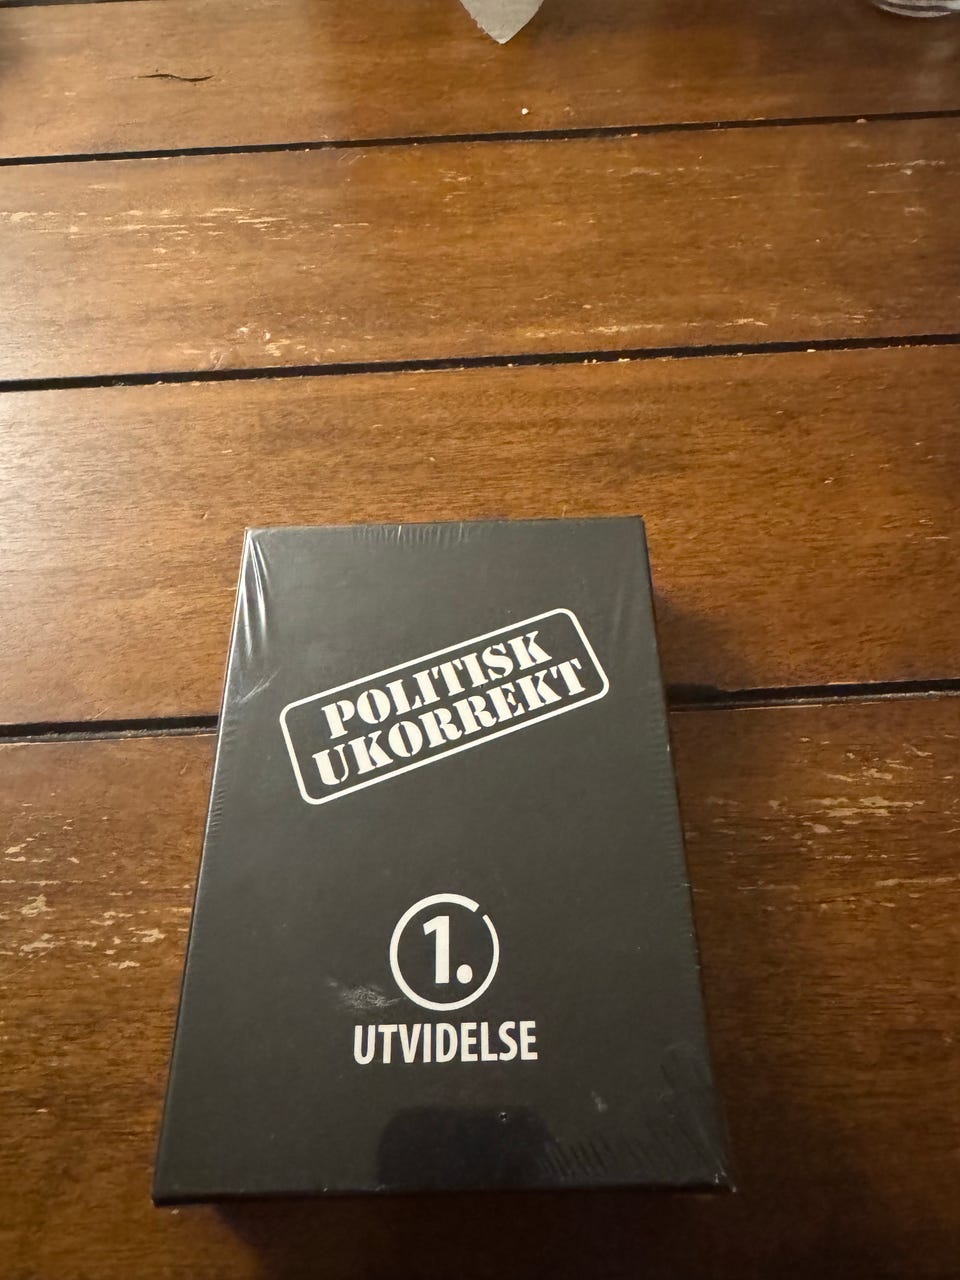 POLITISK
UKORREKT
1.
UTVIDELSE